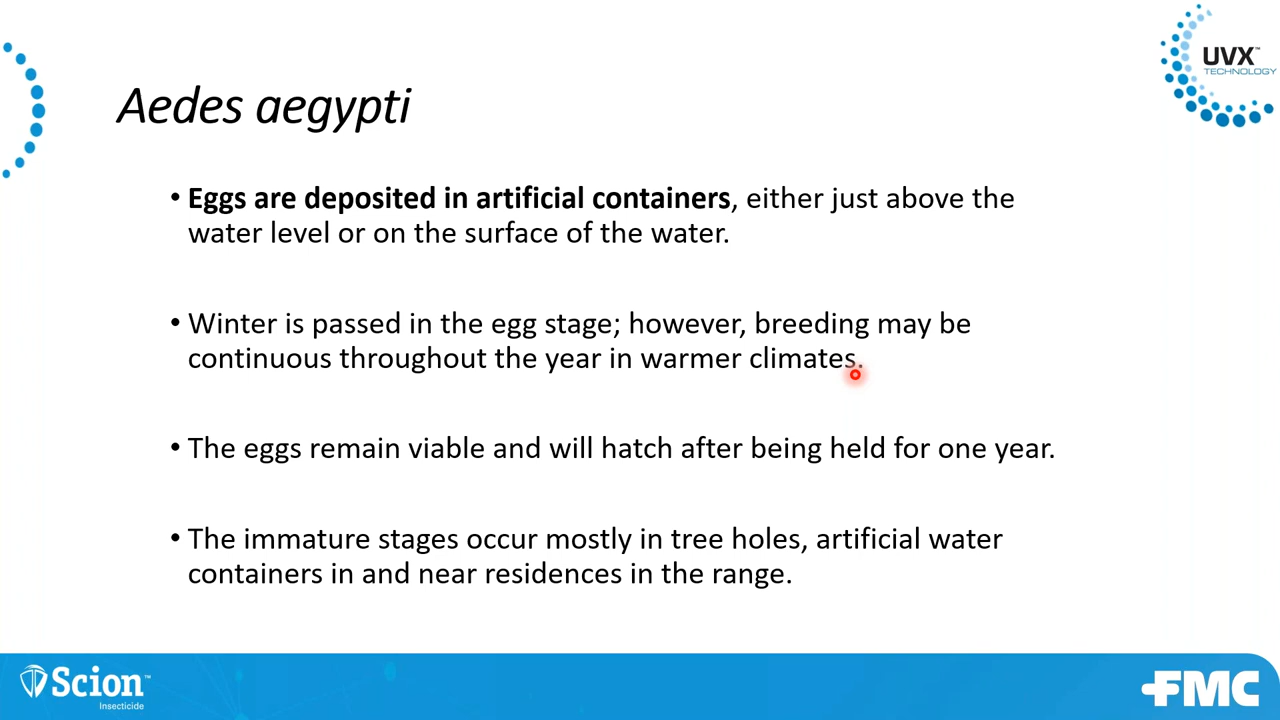 UVX™
TECHNOLOGY
Aedes aegypti
• Eggs are deposited in artificial containers, either just above the
water level or on the surface of the water.
• Winter is passed in the egg stage; however, breeding may be
continuous throughout the year in warmer climates.
• The eggs remain viable and will hatch after being held for one year.
• The immature stages occur mostly in tree holes, artificial water
containers in and near residences in the range.
Scion™
Insecticide
FMC